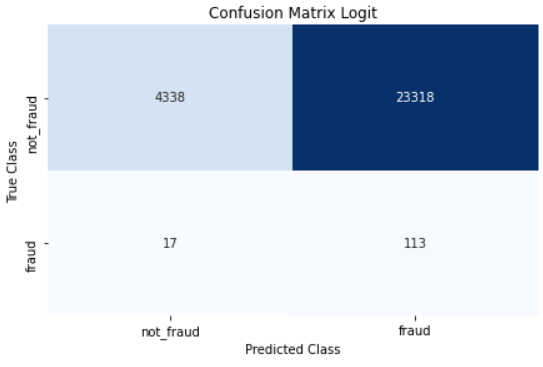 Confusion Matrix Logit
True Class
not_fraud
4338
23318
fraud
17
113
not_fraud
fraud
Predicted Class